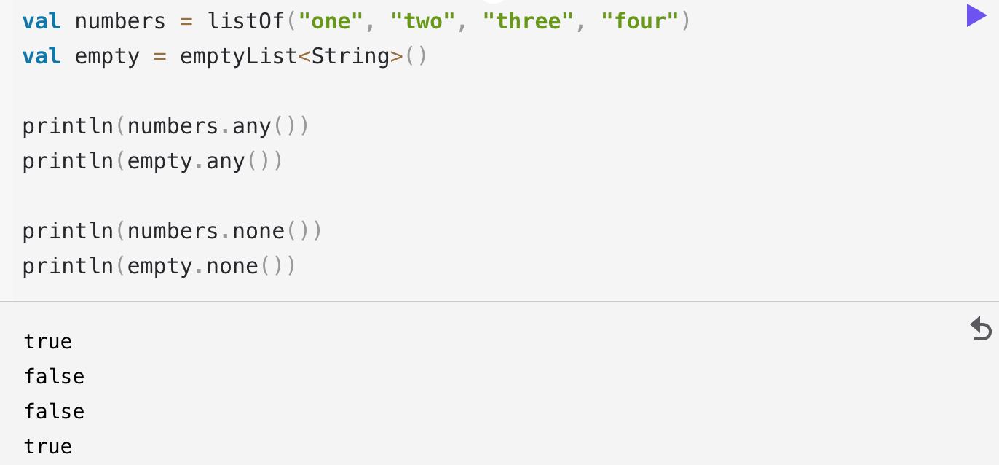 val numbers = listOf("one", "two", "three", "four")
val empty = emptyList<String>()
println(numbers.any())
println(empty.any())
println(numbers.none())
println(empty.none())
true
false
false
true